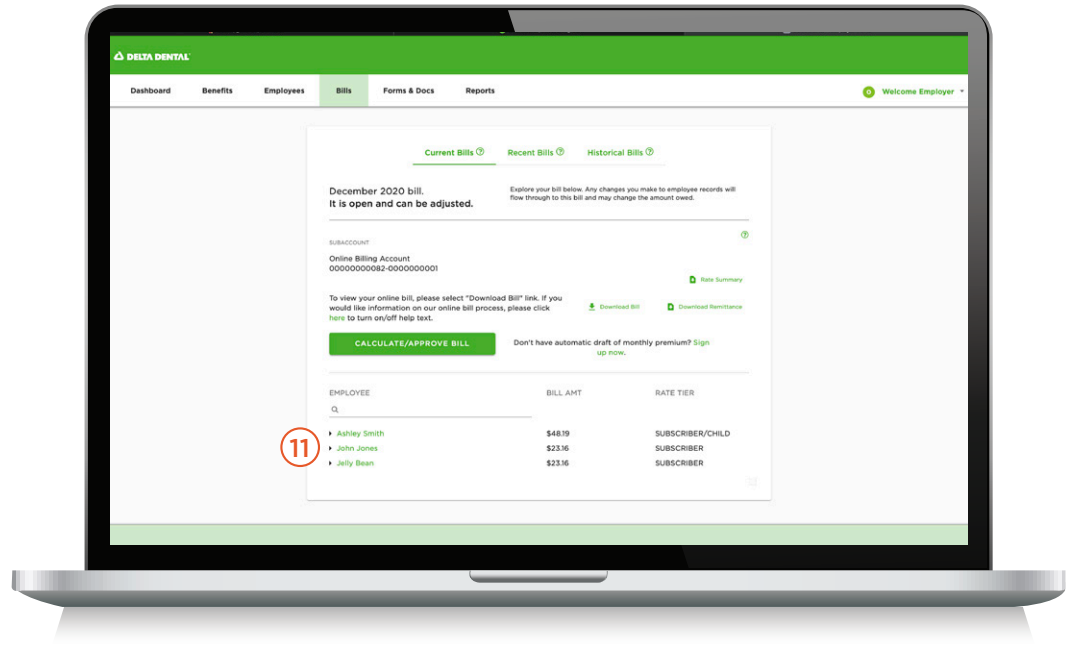 DELTA DENTAL
Dashboard Benefits Employees Bills Forms & Docs Reports Welcome Employer
Current Bills Recent Bills Historical Bills
December 2020 bill.
It is open and can be adjusted.
Explore your bill below. Any changes you make to employee records will
flow through to this bill and may change the amount owed.
SUBACCOUNT
Online Billing Account
00000000082-0000000001
Rate Summary
To view your online bill, please select "Download Bill" link. If you
would like information on our online bill process, please click
here to turn on/off help text.
Download Bill Download Remittance
CALCULATE/APPROVE BILL
Don't have automatic draft of monthly premium? Sign
up now.
EMPLOYEE BILL AMT RATE TIER
11
Ashley Smith $48.19 SUBSCRIBER/CHILD
John Jones $23.16 SUBSCRIBER
Jelly Bean $23.16 SUBSCRIBER